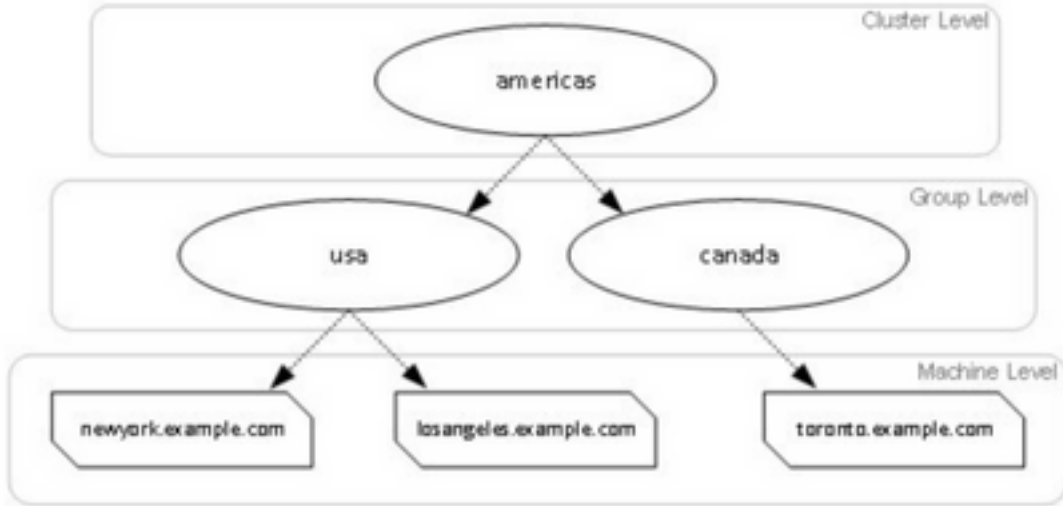 Cluster Level
americas
Group Level
usa
canada
Machine Level
newyork.example.com
losangeles.example.com
toronto.example.com